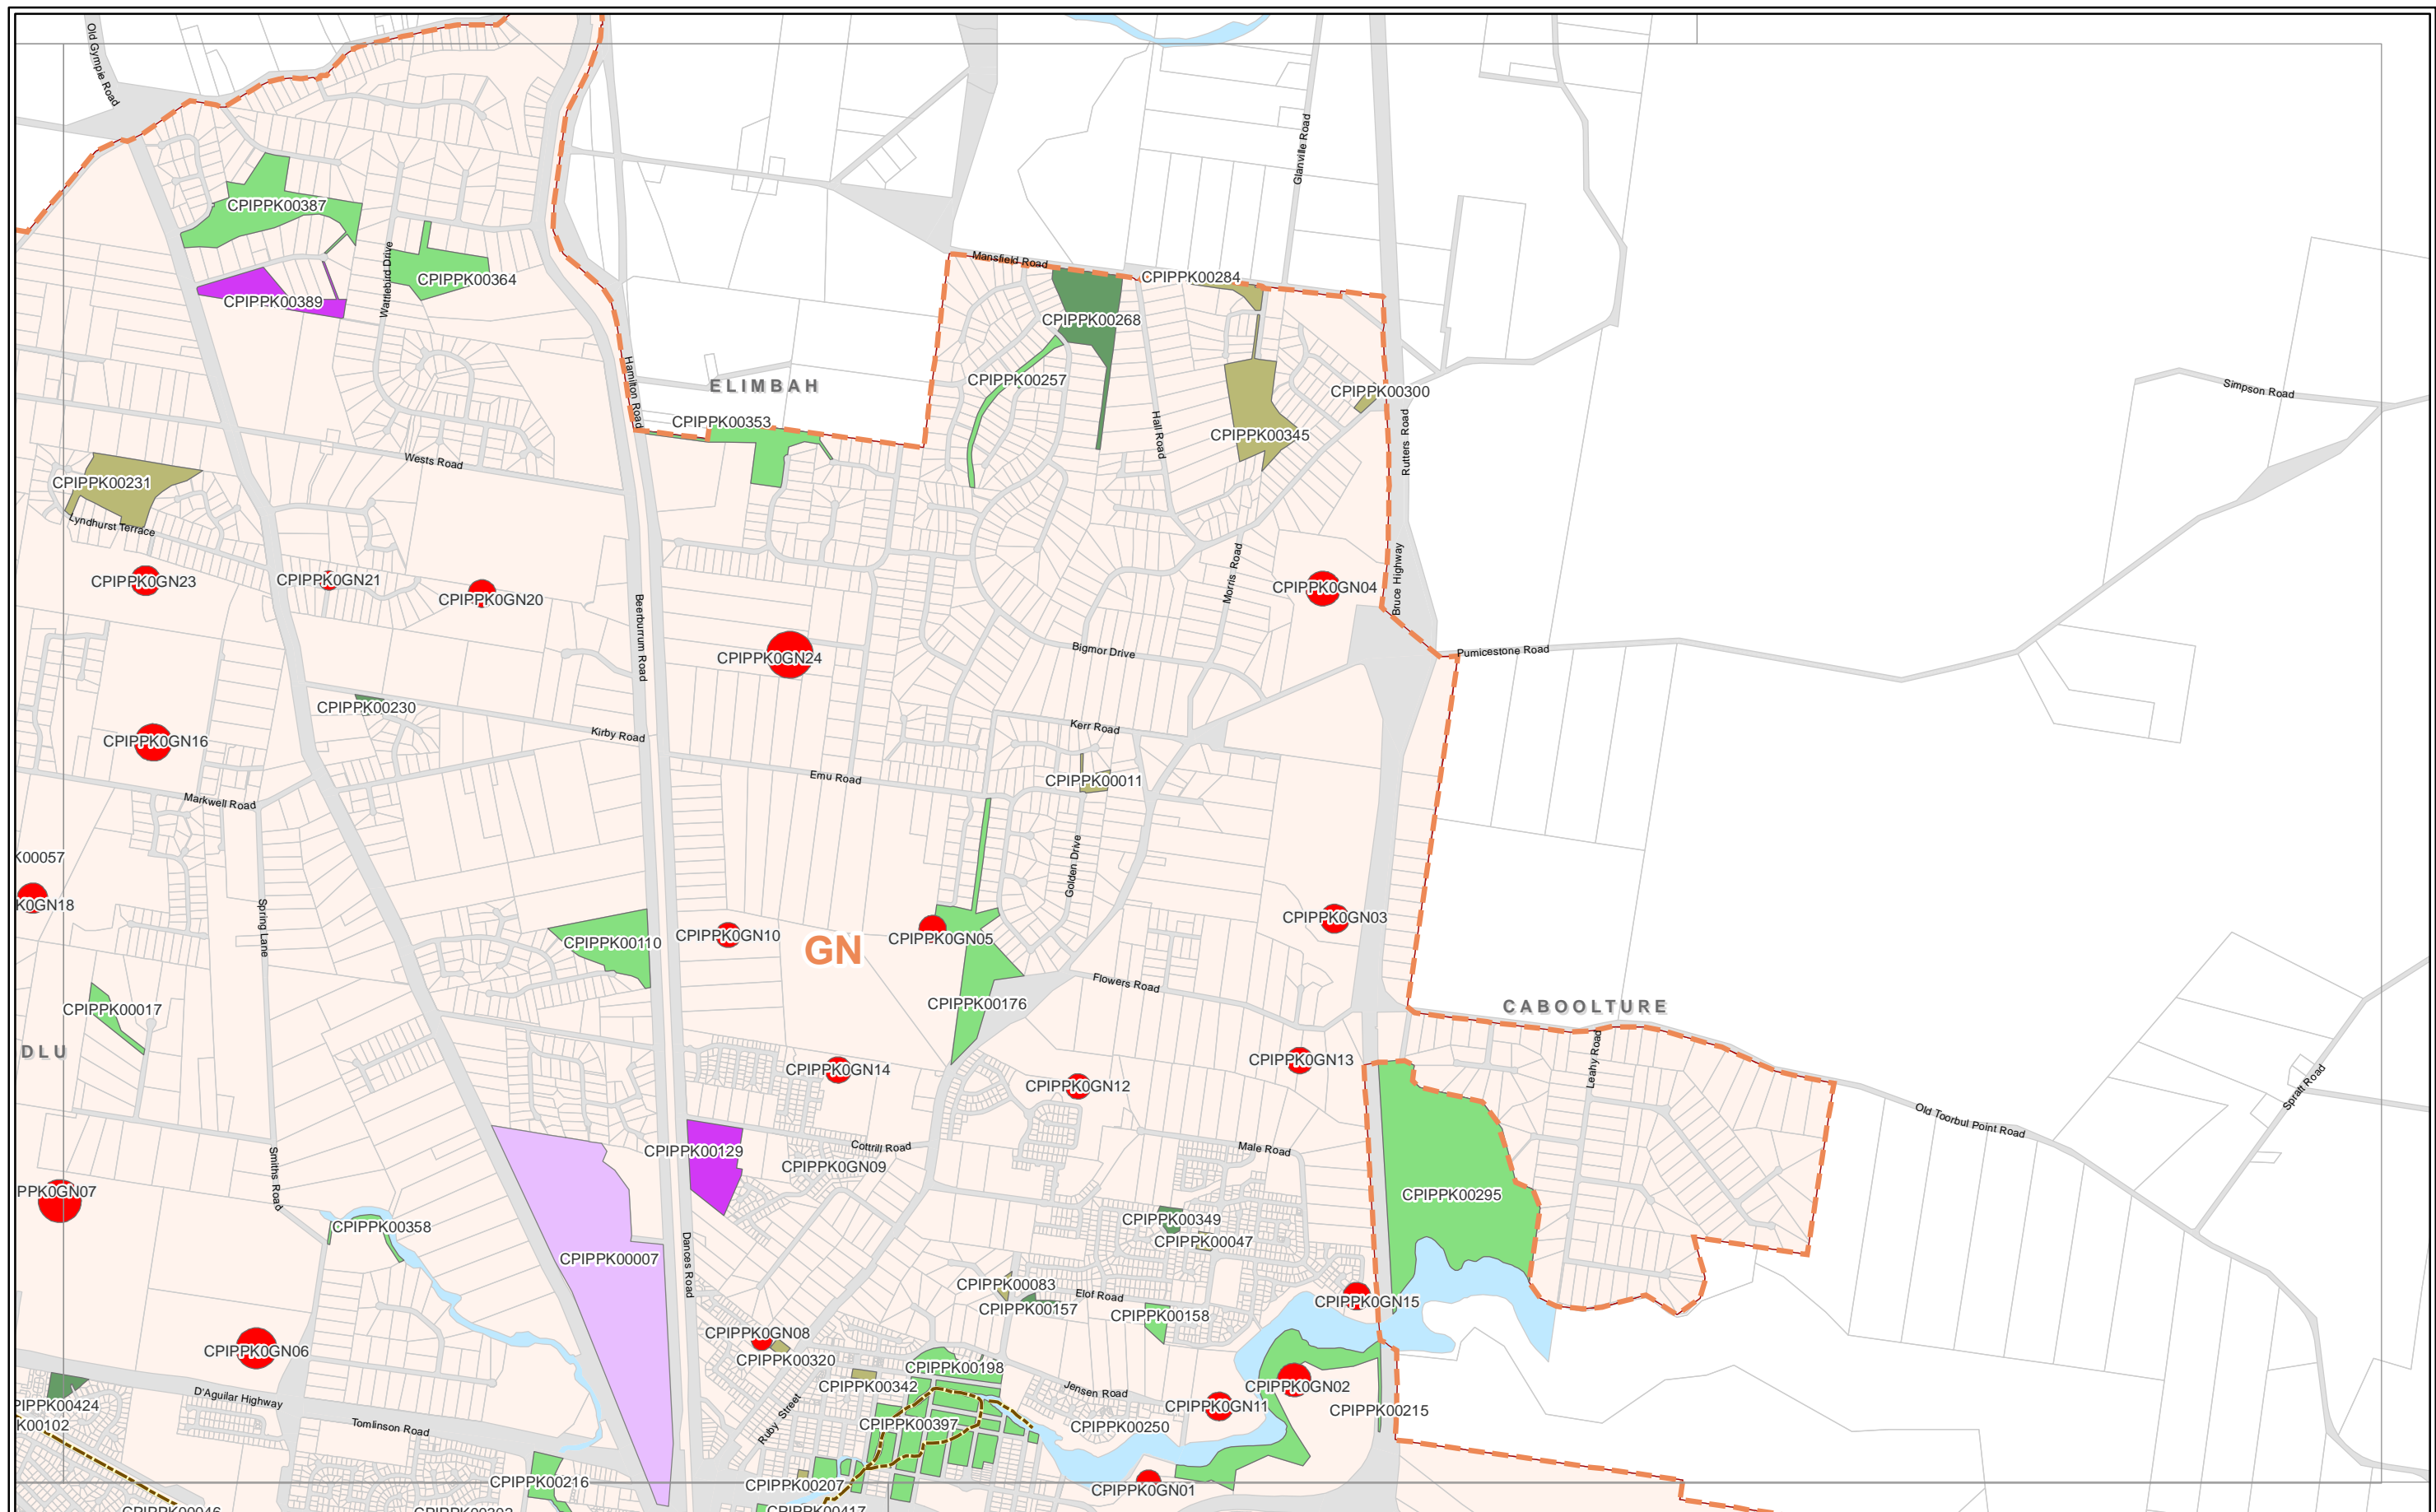 Old Gympie Road
Glanville Road
CPIPPK00387
Wattlebird Drive
CPIPPK00364
CPIPPK00389
Mansfield Road
CPIPPK00284
CPIPPK00268
CPIPPK00257
Hamilton Road
ELIMBAH
CPIPPK00300
Simpson Road
CPIPPK00353
Hall Road
CPIPPK00345
Rutters Road
Wests Road
CPIPPK00231
Lyndhurst Terrace
CPIPPK0GN23
CPIPPK0GN21
CPIPPK0GN20
Beerburrum Road
Morris Road
CPIPPK0GN04
Bruce Highway
CPIPPK0GN24
Bigmor Drive
Pumicestone Road
CPIPPK00230
Kirby Road
Kerr Road
CPIPPK0GN16
Emu Road
CPIPPK00011
Markwell Road
K00057
Golden Drive
K0GN18
Spring Lane
CPIPPK0GN03
CPIPPK00110
CPIPPK0GN10
CPIPPK0GN05
GN
Flowers Road
CPIPPK00017
CPIPPK00176
CABOOLTURE
DLU
Leahy Road
CPIPPK0GN14
CPIPPK0GN12
CPIPPK0GN13
Spratt Road
Old Toorbul Point Road
CPIPPK00129
Cottrill Road
Male Road
CPIPPK0GN09
Smiths Road
PPK0GN07
CPIPPK00295
CPIPPK00358
CPIPPK00349
CPIPPK00047
CPIPPK00007
Dances Road
CPIPPK00083
Elof Road
CPIPPK00157
CPIPPK00158
CPIPPK0GN15
CPIPPK0GN06
CPIPPK0GN08
CPIPPK00320
CPIPPK00198
CPIPPK00342
Jensen Road
CPIPPK0GN02
D'Aguilar Highway
PIPPK00424
K00102
Tomlinson Road
Ruby Street
CPIPPK00397
CPIPPK00250
CPIPPK0GN11
CPIPPK00215
CPIPPK00216
CPIPPK00207
CPIPPK0GN01
CPIPPK00417